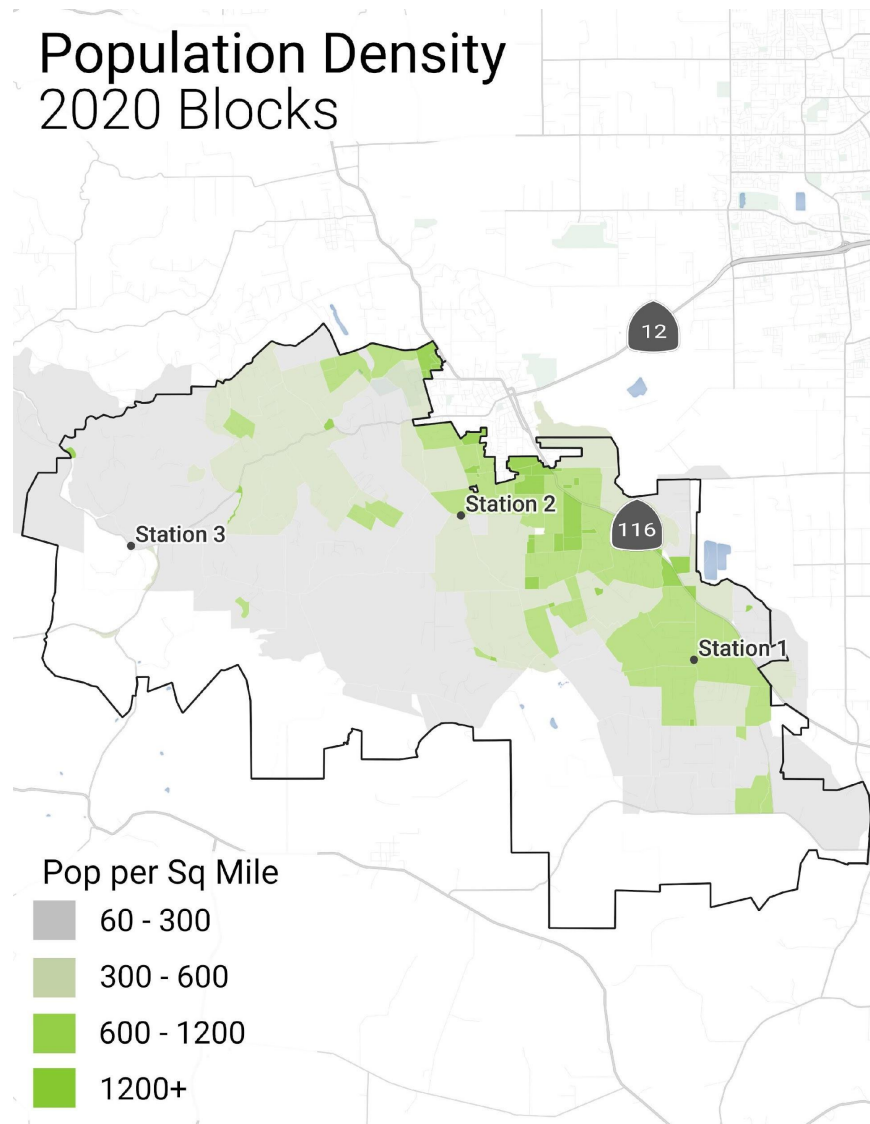 Population Density
2020 Blocks
12
Station 2
116
Station 3
Station 1
Pop per Sq Mile
60 - 300
300 - 600
600 - 1200
1200+